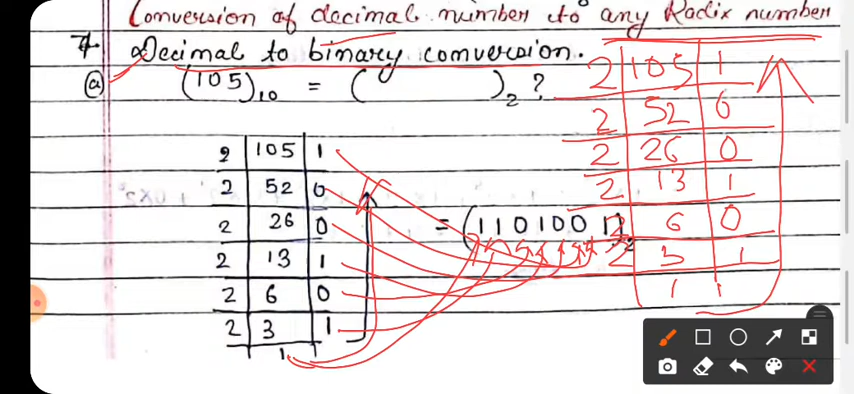 Conversion of decimal number to any Radix number
7. Decimal to binary conversion.
(a) (105)10 = ( )2 ?
2 105 1
2 52 0
2 26 0
2 13 1
2 6 0
2 3 1
1
= (1101001)2
2 105 1
2 52 0
2 26 0
2 13 1
2 6 0
2 3 1
1 1